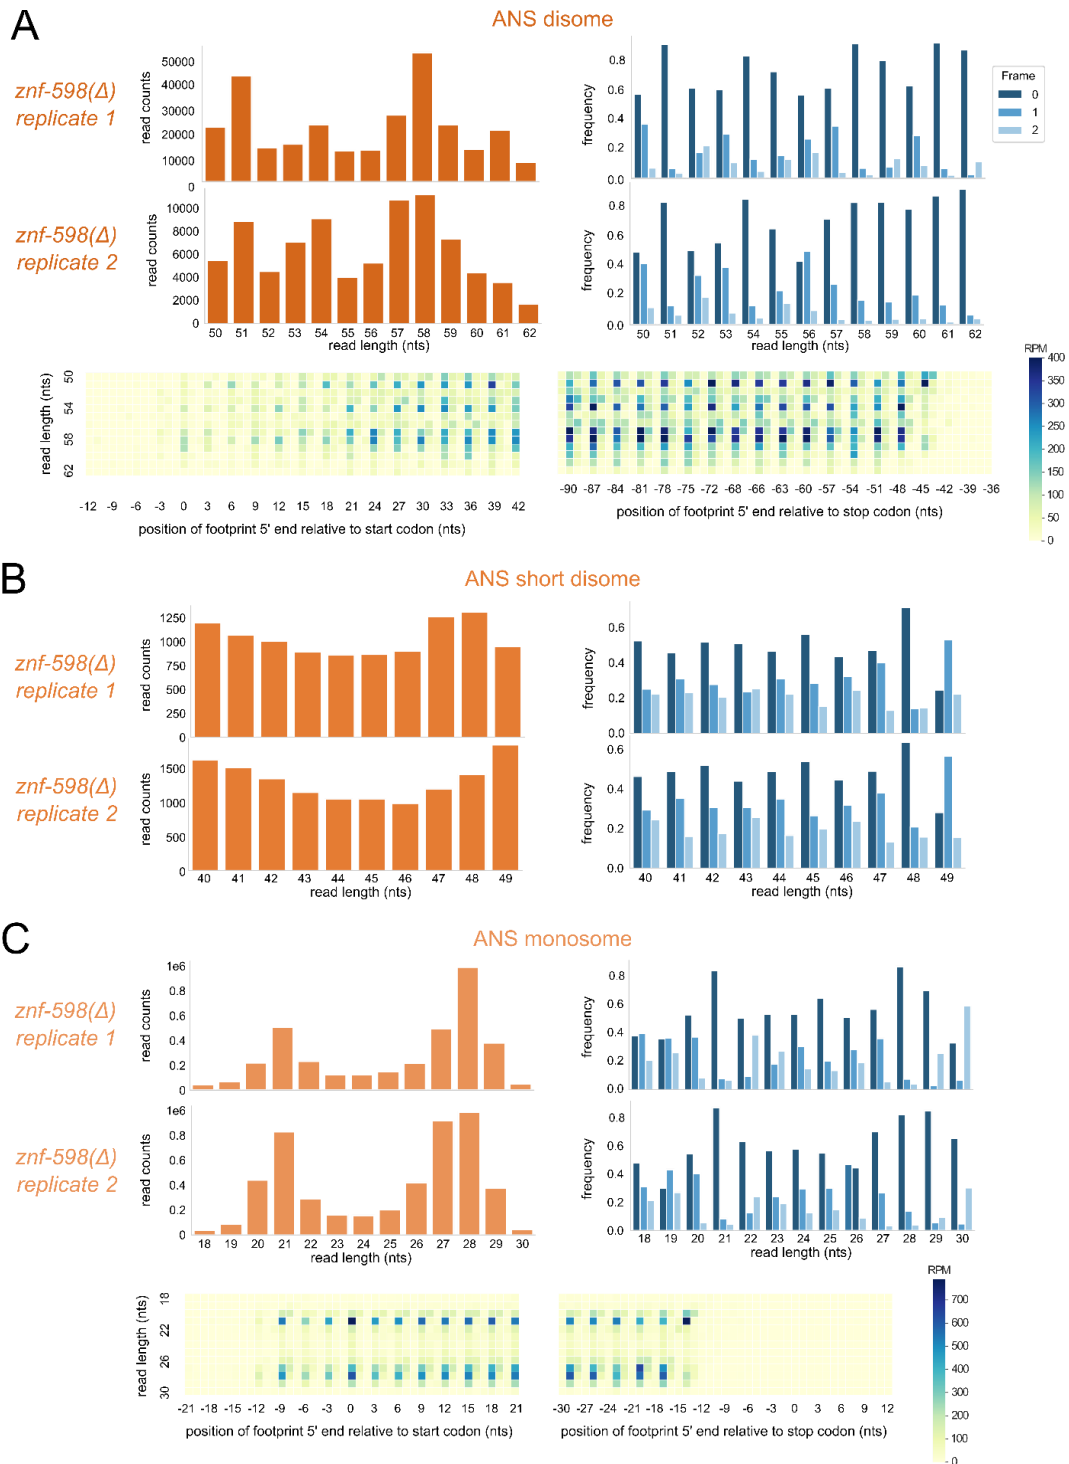 A
ANS disome
znf-598(Δ)
replicate 1
read counts
50000
40000
30000
20000
10000
0
frequency
0.8
0.6
0.4
0.2
0.0
Frame
0
1
2
znf-598(Δ)
replicate 2
read counts
10000
8000
6000
4000
2000
0
50 51 52 53 54 55 56 57 58 59 60 61 62
read length (nts)
frequency
0.8
0.6
0.4
0.2
0.0
50 51 52 53 54 55 56 57 58 59 60 61 62
read length (nts)
read length (nts)
50
54
58
62
-12 -9 -6 -3 0 3 6 9 12 15 18 21 24 27 30 33 36 39 42
position of footprint 5' end relative to start codon (nts)
-90 -87 -84 -81 -78 -75 -72 -68 -66 -63 -60 -57 -54 -51 -48 -45 -42 -39 -36
position of footprint 5' end relative to stop codon (nts)
RPM
400
350
300
250
200
150
100
50
0
B
ANS short disome
znf-598(Δ)
replicate 1
read counts
1250
1000
750
500
250
0
frequency
0.6
0.4
0.2
0.0
znf-598(Δ)
replicate 2
read counts
1500
1000
500
0
40 41 42 43 44 45 46 47 48 49
read length (nts)
frequency
0.6
0.4
0.2
0.0
40 41 42 43 44 45 46 47 48 49
read length (nts)
C
ANS monosome
znf-598(Δ)
replicate 1
read counts
1e6
0.8
0.6
0.4
0.2
0
frequency
0.8
0.6
0.4
0.2
0.0
znf-598(Δ)
replicate 2
read counts
1e6
0.8
0.6
0.4
0.2
0
18 19 20 21 22 23 24 25 26 27 28 29 30
read length (nts)
frequency
0.8
0.6
0.4
0.2
0.0
18 19 20 21 22 23 24 25 26 27 28 29 30
read length (nts)
read length (nts)
18
22
26
30
-21 -18 -15 -12 -9 -6 -3 0 3 6 9 12 15 18 21
position of footprint 5' end relative to start codon (nts)
-30 -27 -24 -21 -18 -15 -12 -9 -6 -3 0 3 6 9 12
position of footprint 5' end relative to stop codon (nts)
RPM
700
600
500
400
300
200
100
0